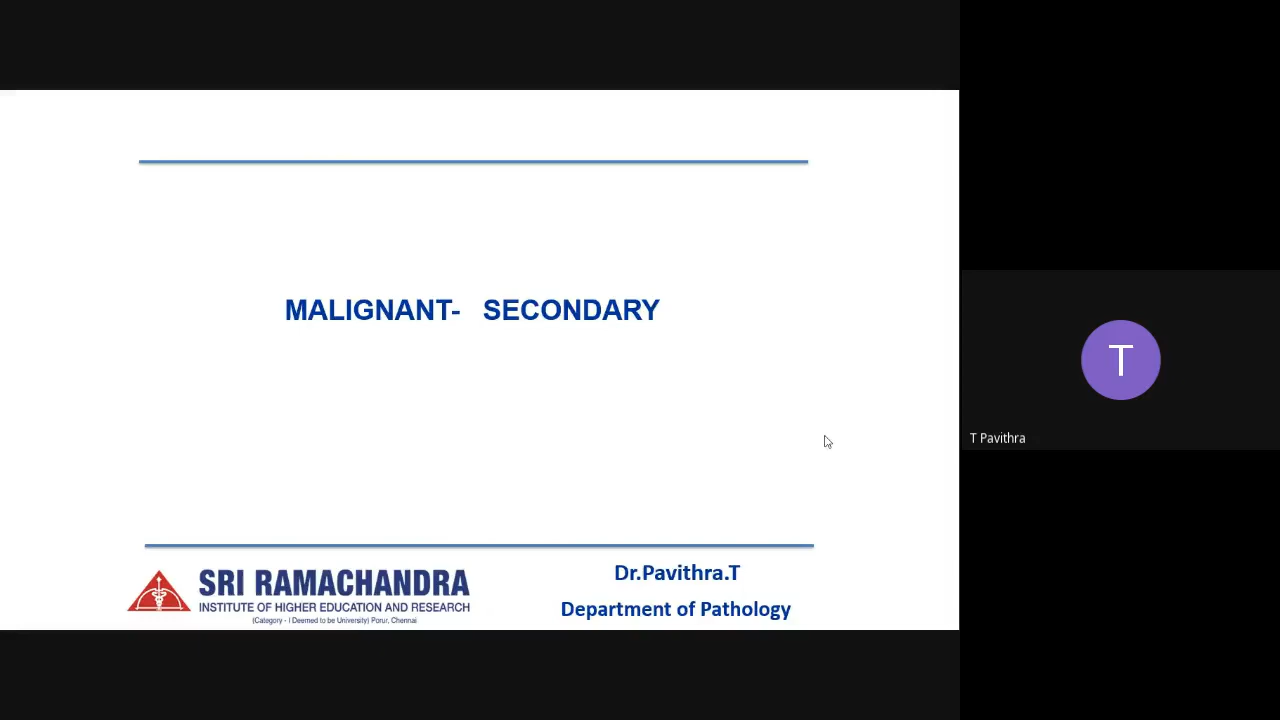 MALIGNANT- SECONDARY
T
T Pavithra
SRI RAMACHANDRA
INSTITUTE OF HIGHER EDUCATION AND RESEARCH
(Category - I Deemed to be University) Porur, Chennai
Dr.Pavithra.T
Department of Pathology